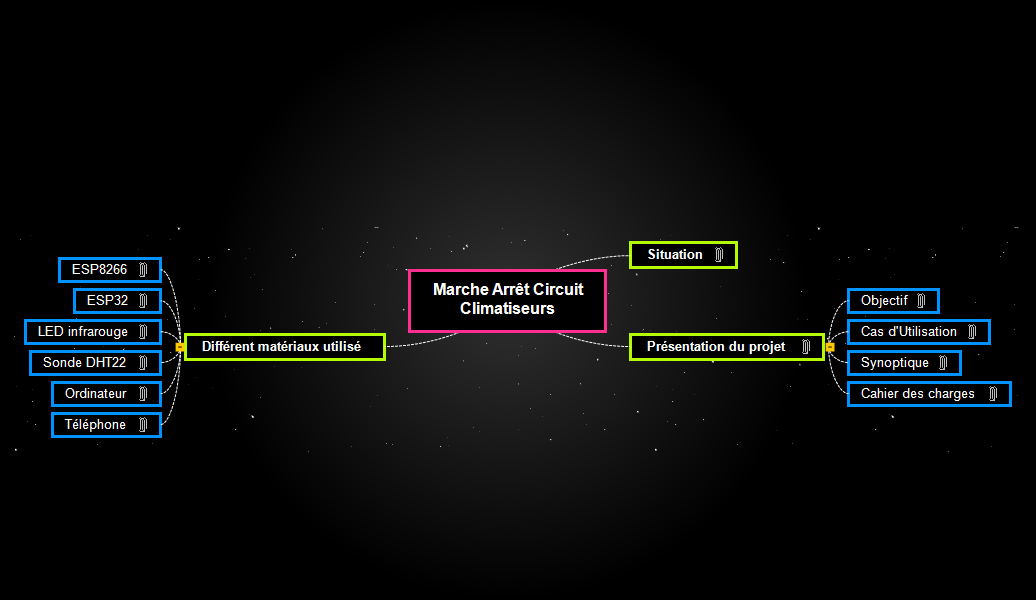 Marche Arrêt Circuit
Climatiseurs
Situation
Présentation du projet
Objectif
Cas d'Utilisation
Synoptique
Cahier des charges
Différent matériaux utilisé
ESP8266
ESP32
LED infrarouge
Sonde DHT22
Ordinateur
Téléphone